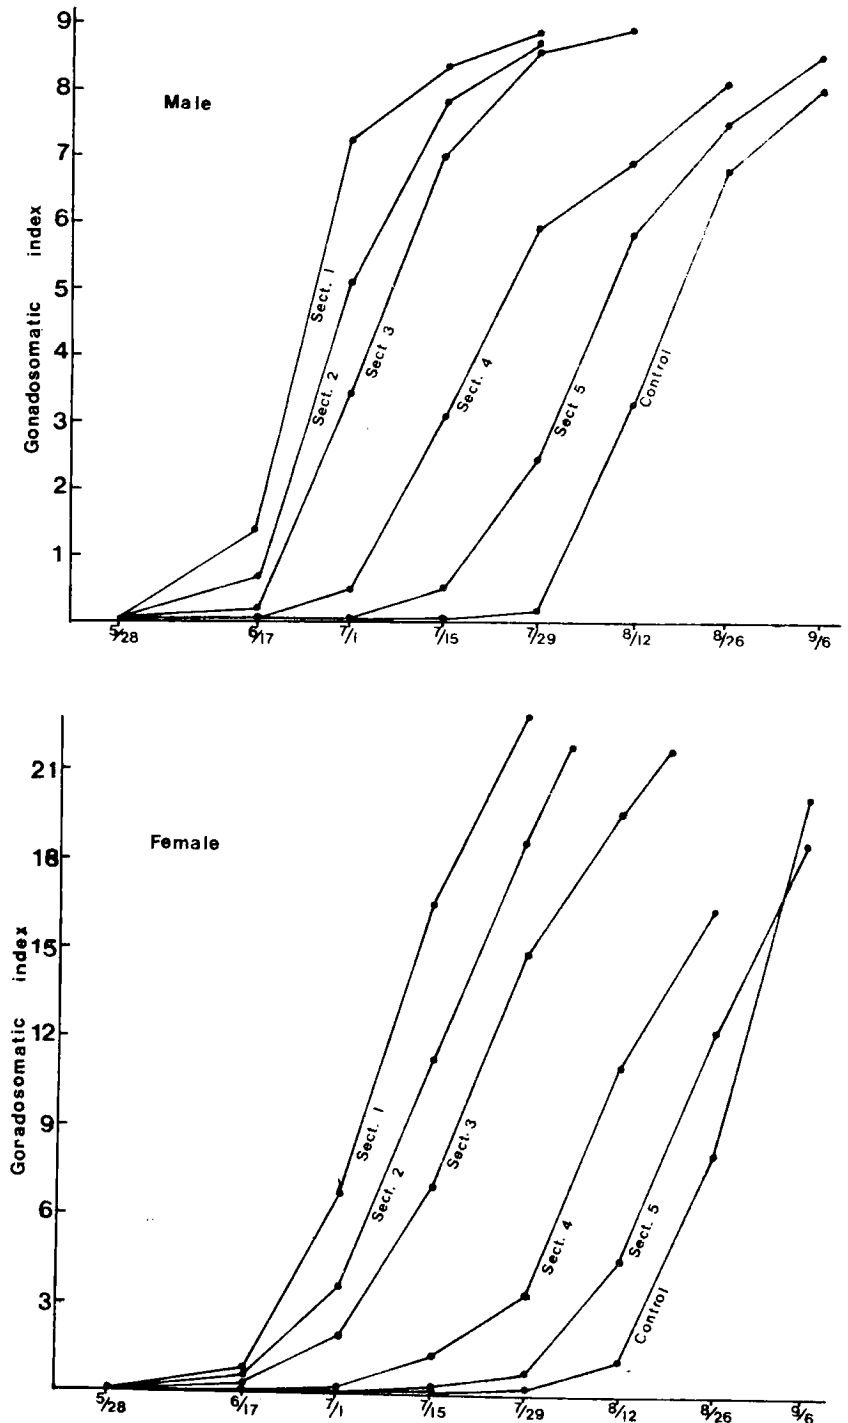 9
8
Male
7
6
5
4
3
2
1
Gonadosomatic index
Sect. 1
Sect. 2
Sect 3
Sect. 4
Sect 5
Control
5/28 6/17 7/1 7/15 7/29 8/12 8/26 9/6
21
Female
18
15
12
9
6
3
Goradosomatic index
Sect. 1
Sect. 2
Sect. 3
Sect. 4
Sect. 5
Control
5/28 6/17 7/1 7/15 7/29 8/12 8/26 9/6